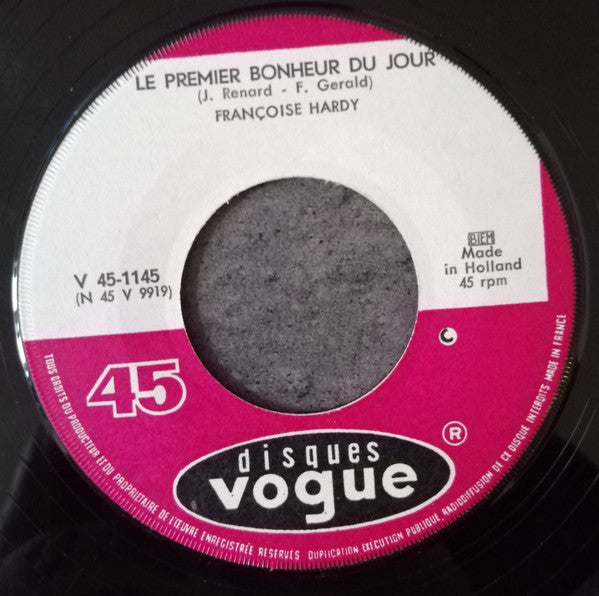 LE PREMIER BONHEUR DU JOUR
(J. Renard - F. Gerald)
FRANÇOISE HARDY
V 45-1145
(N 45 V 9919)
BIEM
Made
in Holland
45 rpm
45
disques
vogue
®
TOUS DROITS DU PRODUCTEUR ET DU PROPRIETAIRE DE L'ŒUVRE ENREGISTRÉE RESERVES DUPLICATION EXÉCUTION PUBLIQUE, RADIODIFFUSION DE CE DISQUE INTERDITS MADE IN FRANCE